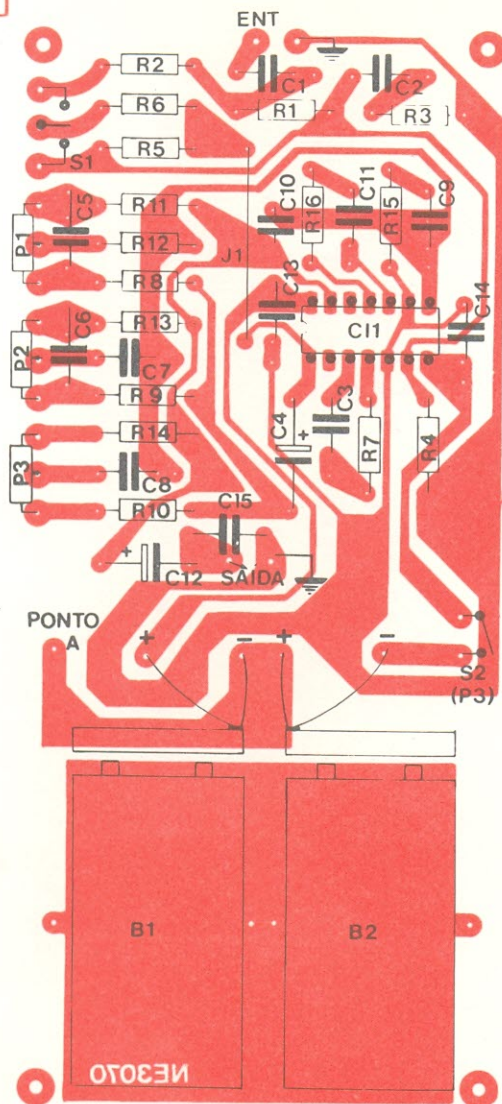 ENT
R2
C1
C2
R6
R1
R3
R5
S1
C5
R11
C10
R16
C11
R15
C9
P1
R12
J1
R8
C13
C14
C6
R13
CI1
P2
C7
R9
C4
+
C3
R7
R4
R14
P3
C8
R10
C15
+
C12
SAÍDA
PONTO
A
+
-
+
-
S2
(P3)
B1
B2
NE3070